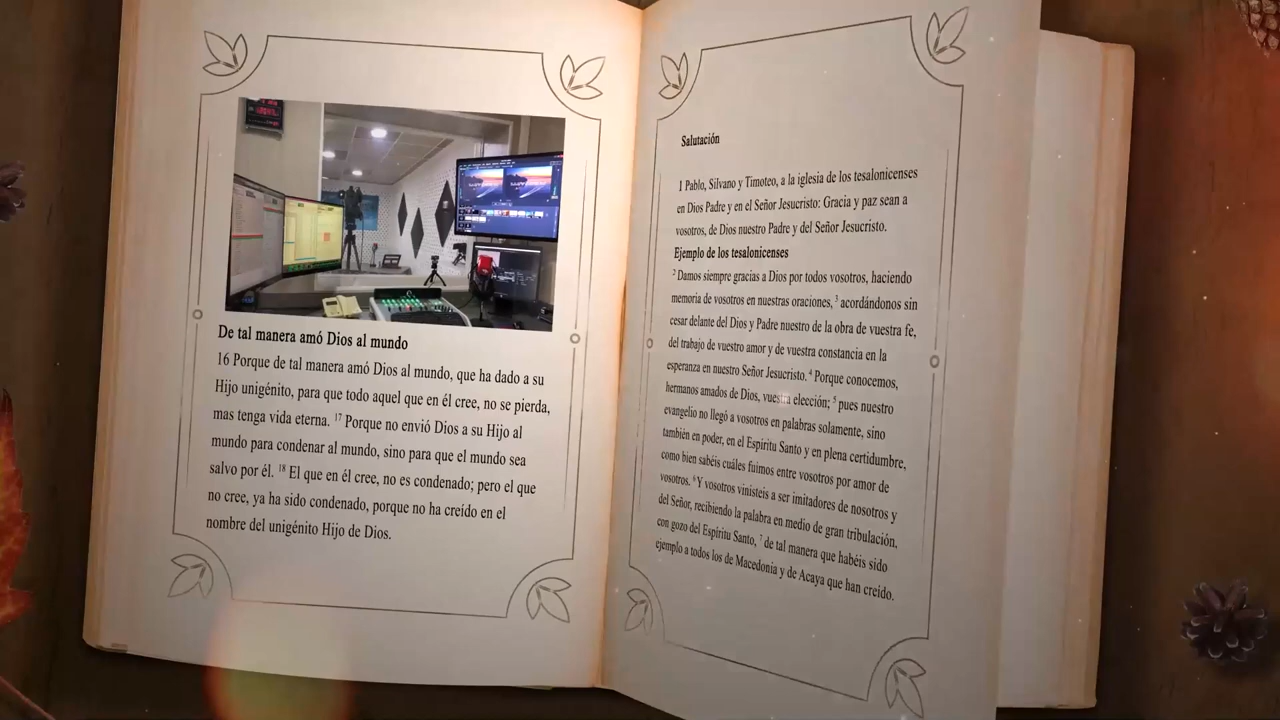 De tal manera amó Dios al mundo
16 Porque de tal manera amó Dios al mundo, que ha dado a su
Hijo unigénito, para que todo aquel que en él cree, no se pierda,
mas tenga vida eterna. 17 Porque no envió Dios a su Hijo al
mundo para condenar al mundo, sino para que el mundo sea
salvo por él. 18 El que en él cree, no es condenado; pero el que
no cree, ya ha sido condenado, porque no ha creído en el
nombre del unigénito Hijo de Dios.
Salutación
1 Pablo, Silvano y Timoteo, a la iglesia de los tesalonicenses
en Dios Padre y en el Señor Jesucristo: Gracia y paz sean a
vosotros, de Dios nuestro Padre y del Señor Jesucristo.
Ejemplo de los tesalonicenses
2 Damos siempre gracias a Dios por todos vosotros, haciendo
memoria de vosotros en nuestras oraciones, 3 acordándonos sin
cesar delante del Dios y Padre nuestro de la obra de vuestra fe,
del trabajo de vuestro amor y de vuestra constancia en la
esperanza en nuestro Señor Jesucristo. 4 Porque conocemos,
hermanos amados de Dios, vuestra elección; 5 pues nuestro
evangelio no llegó a vosotros en palabras solamente, sino
también en poder, en el Espíritu Santo y en plena certidumbre,
como bien sabéis cuáles fuimos entre vosotros por amor de
vosotros. 6 Y vosotros vinisteis a ser imitadores de nosotros y
del Señor, recibiendo la palabra en medio de gran tribulación,
con gozo del Espíritu Santo, 7 de tal manera que habéis sido
ejemplo a todos los de Macedonia y de Acaya que han creído.